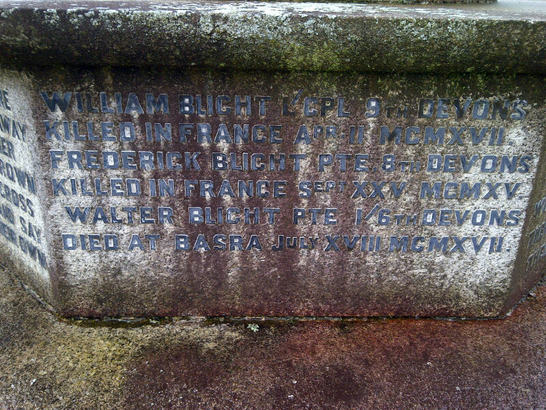 WILLIAM BLIGHT L'CPL 9TH DEVONS
KILLED IN FRANCE APR 11 MCMXVII.
FREDERICK BLIGHT PTE 8TH DEVONS
KILLED IN FRANCE SEPT XXV MCMXV.
WALTER BLIGHT PTE 1/6TH DEVONS
DIED AT BASRA JULY XVIII MCMXVII.
CROSS